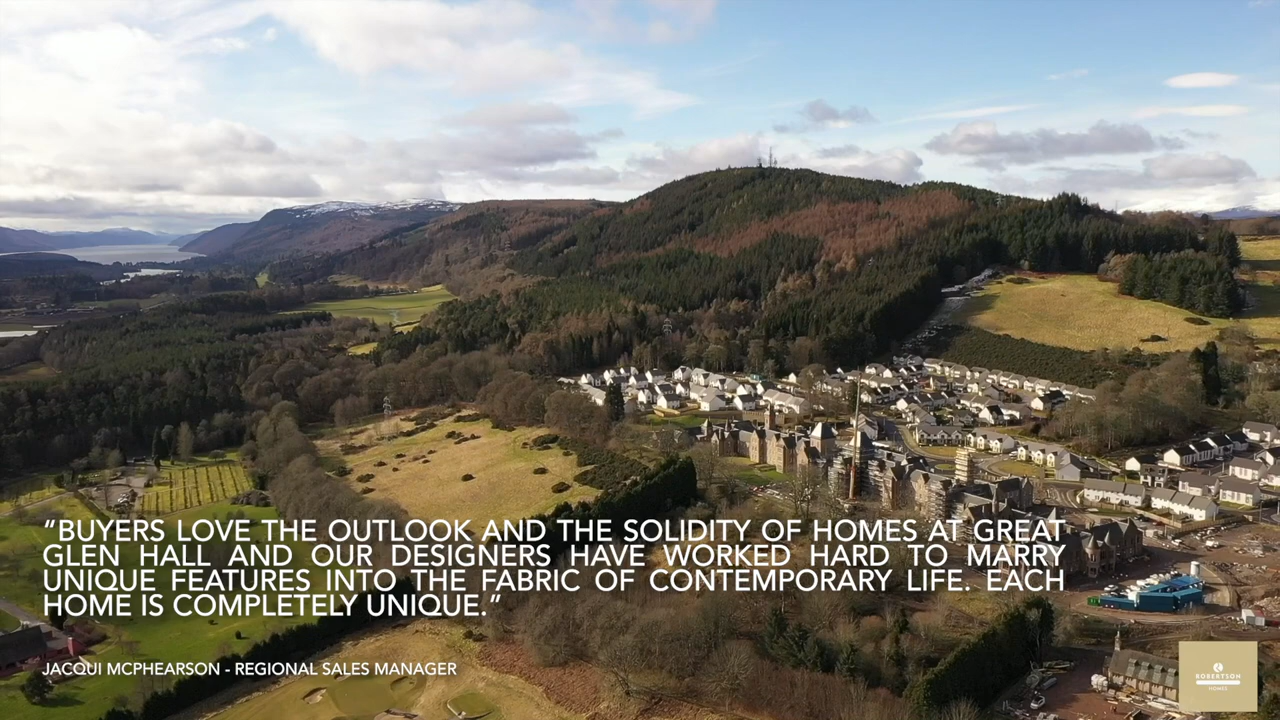 “BUYERS LOVE THE OUTLOOK AND THE SOLIDITY OF HOMES AT GREAT
GLEN HALL AND OUR DESIGNERS HAVE WORKED HARD TO MARRY
UNIQUE FEATURES INTO THE FABRIC OF CONTEMPORARY LIFE. EACH
HOME IS COMPLETELY UNIQUE.”
JACQUI MCPHEARSON - REGIONAL SALES MANAGER
ROBERTSON
HOMES